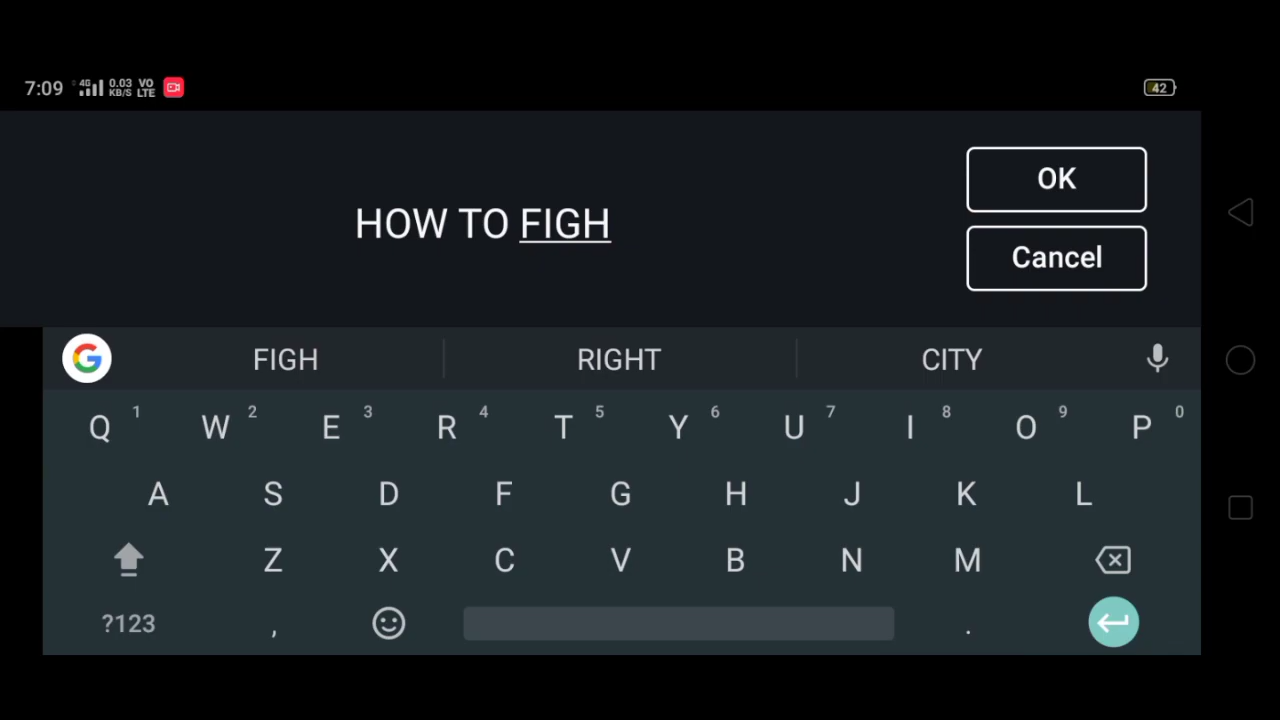 7:09 4G 0.03 KB/S VO LTE 42
OK
HOW TO FIGH
Cancel
G FIGH RIGHT CITY
Q 1 W 2 E 3 R 4 T 5 Y 6 U 7 I 8 O 9 P 0
A S D F G H J K L
Z X C V B N M
?123 , .